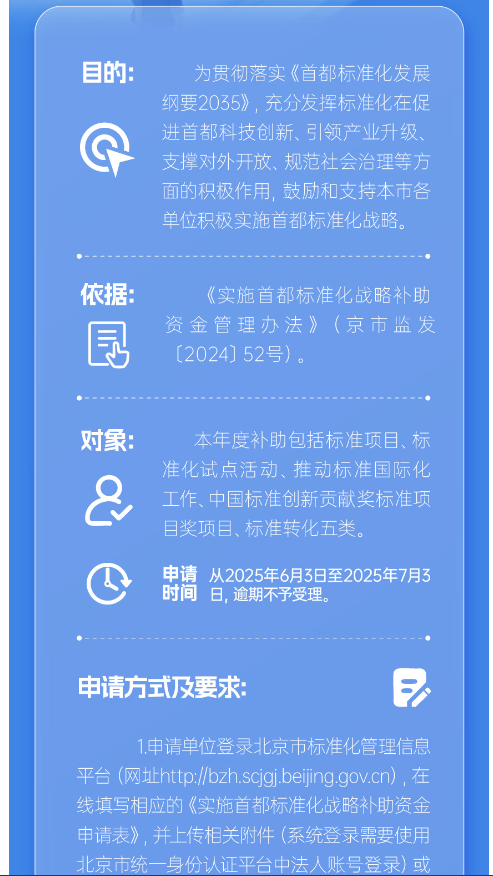 目的:
为贯彻落实《首都标准化发展
纲要2035》, 充分发挥标准化在促
进首都科技创新、引领产业升级、
支撑对外开放、规范社会治理等方
面的积极作用, 鼓励和支持本市各
单位积极实施首都标准化战略。
依据:
《实施首都标准化战略补助
资金管理办法》(京市监发
〔2024〕52号)。
对象:
本年度补助包括标准项目、标
准化试点活动、推动标准国际化
工作、中国标准创新贡献奖标准项
目奖项目、标准转化五类。
申请
时间
从2025年6月3日至2025年7月3
日, 逾期不予受理。
申请方式及要求:
1.申请单位登录北京市标准化管理信息
平台 (网址http://bzh.scjgj.beijing.gov.cn) , 在
线填写相应的《实施首都标准化战略补助资金
申请表》, 并上传相关附件 (系统登录需要使用
北京市统一身份认证平台中法人账号登录) 或